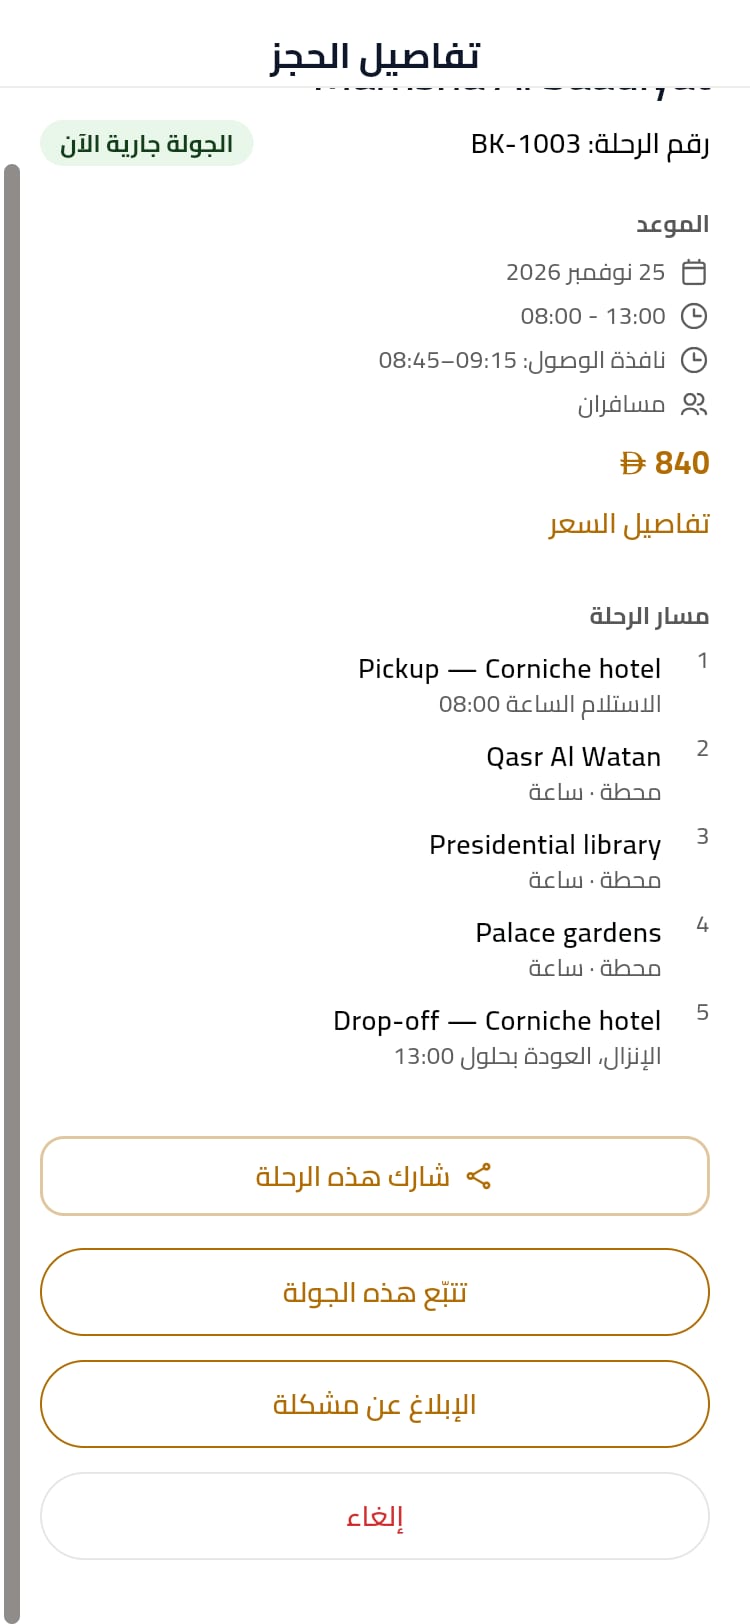 تفاصيل الحجز
رقم الرحلة: BK-1003
الجولة جارية الآن
الموعد
25 نوفمبر 2026
08:00 - 13:00
نافذة الوصول: 08:45–09:15
مسافران
840
تفاصيل السعر
مسار الرحلة
1
Pickup — Corniche hotel
الاستلام الساعة 08:00
2
Qasr Al Watan
محطة · ساعة
3
Presidential library
محطة · ساعة
4
Palace gardens
محطة · ساعة
5
Drop-off — Corniche hotel
الإنزال، العودة بحلول 13:00
شارك هذه الرحلة
تتبّع هذه الجولة
الإبلاغ عن مشكلة
إلغاء